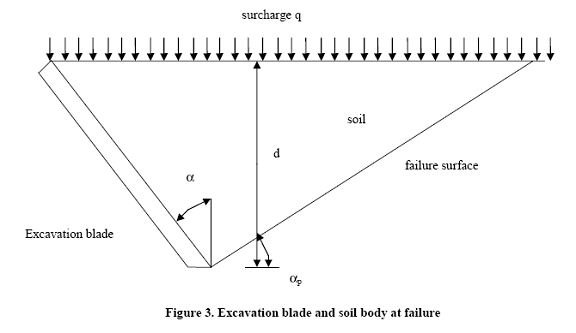 surcharge q
soil
d
failure surface
α
Excavation blade
αp
Figure 3. Excavation blade and soil body at failure